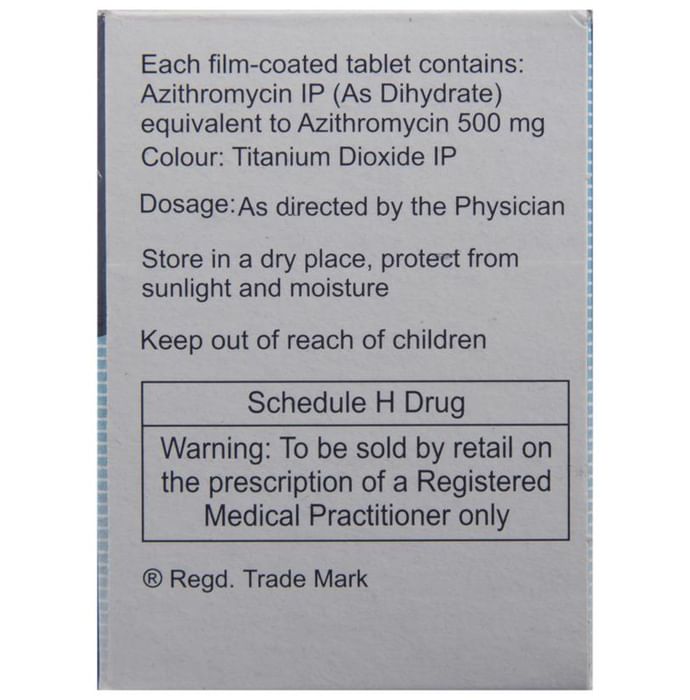 Each film-coated tablet contains:
Azithromycin IP (As Dihydrate)
equivalent to Azithromycin 500 mg
Colour: Titanium Dioxide IP
Dosage: As directed by the Physician
Store in a dry place, protect from
sunlight and moisture
Keep out of reach of children
Schedule H Drug
Warning: To be sold by retail on
the prescription of a Registered
Medical Practitioner only
® Regd. Trade Mark